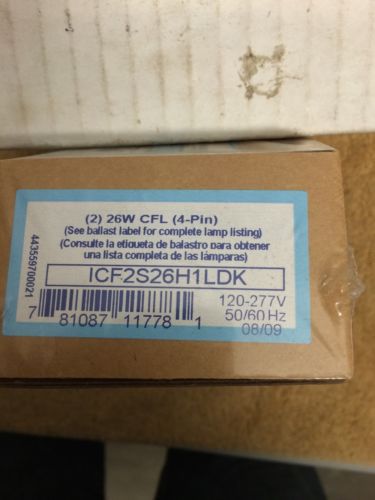 (2) 26W CFL (4-Pin)
(See ballast label for complete lamp listing)
(Consulte la etiqueta de balastro para obtener
una lista completa de las lámparas)
ICF2S26H1LDK
120-277V
50/60 Hz
08/09
7 81087 11778 1
443559700021